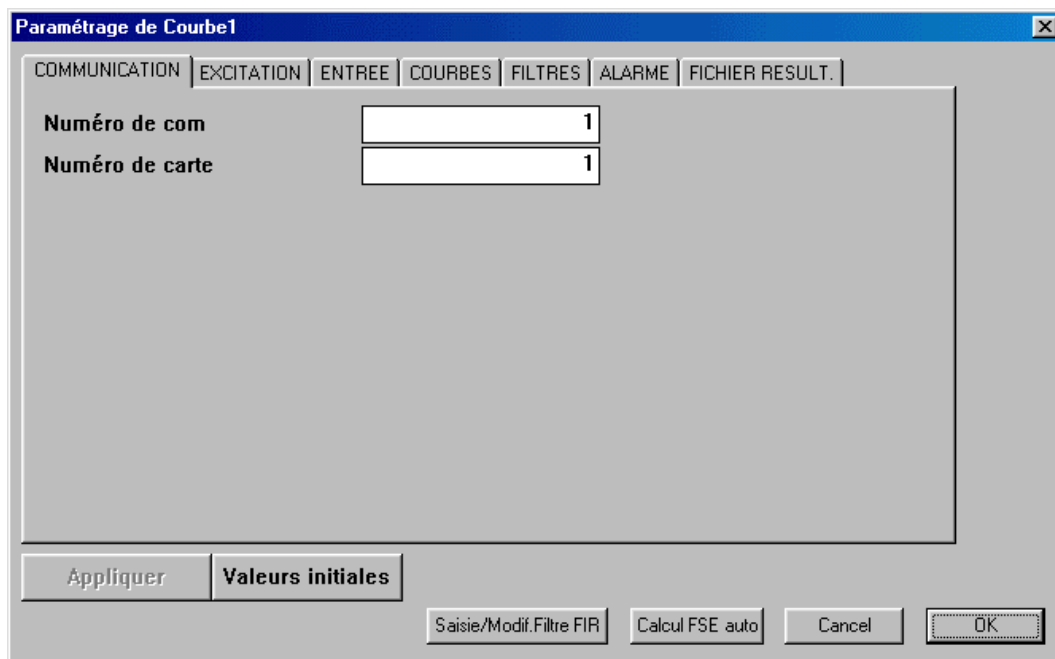 Paramétrage de Courbe1
COMMUNICATION EXCITATION ENTREE COURBES FILTRES ALARME FICHIER RESULT.
Numéro de com 1
Numéro de carte 1
Appliquer Valeurs initiales
Saisie/Modif.Filtre FIR Calcul FSE auto Cancel OK